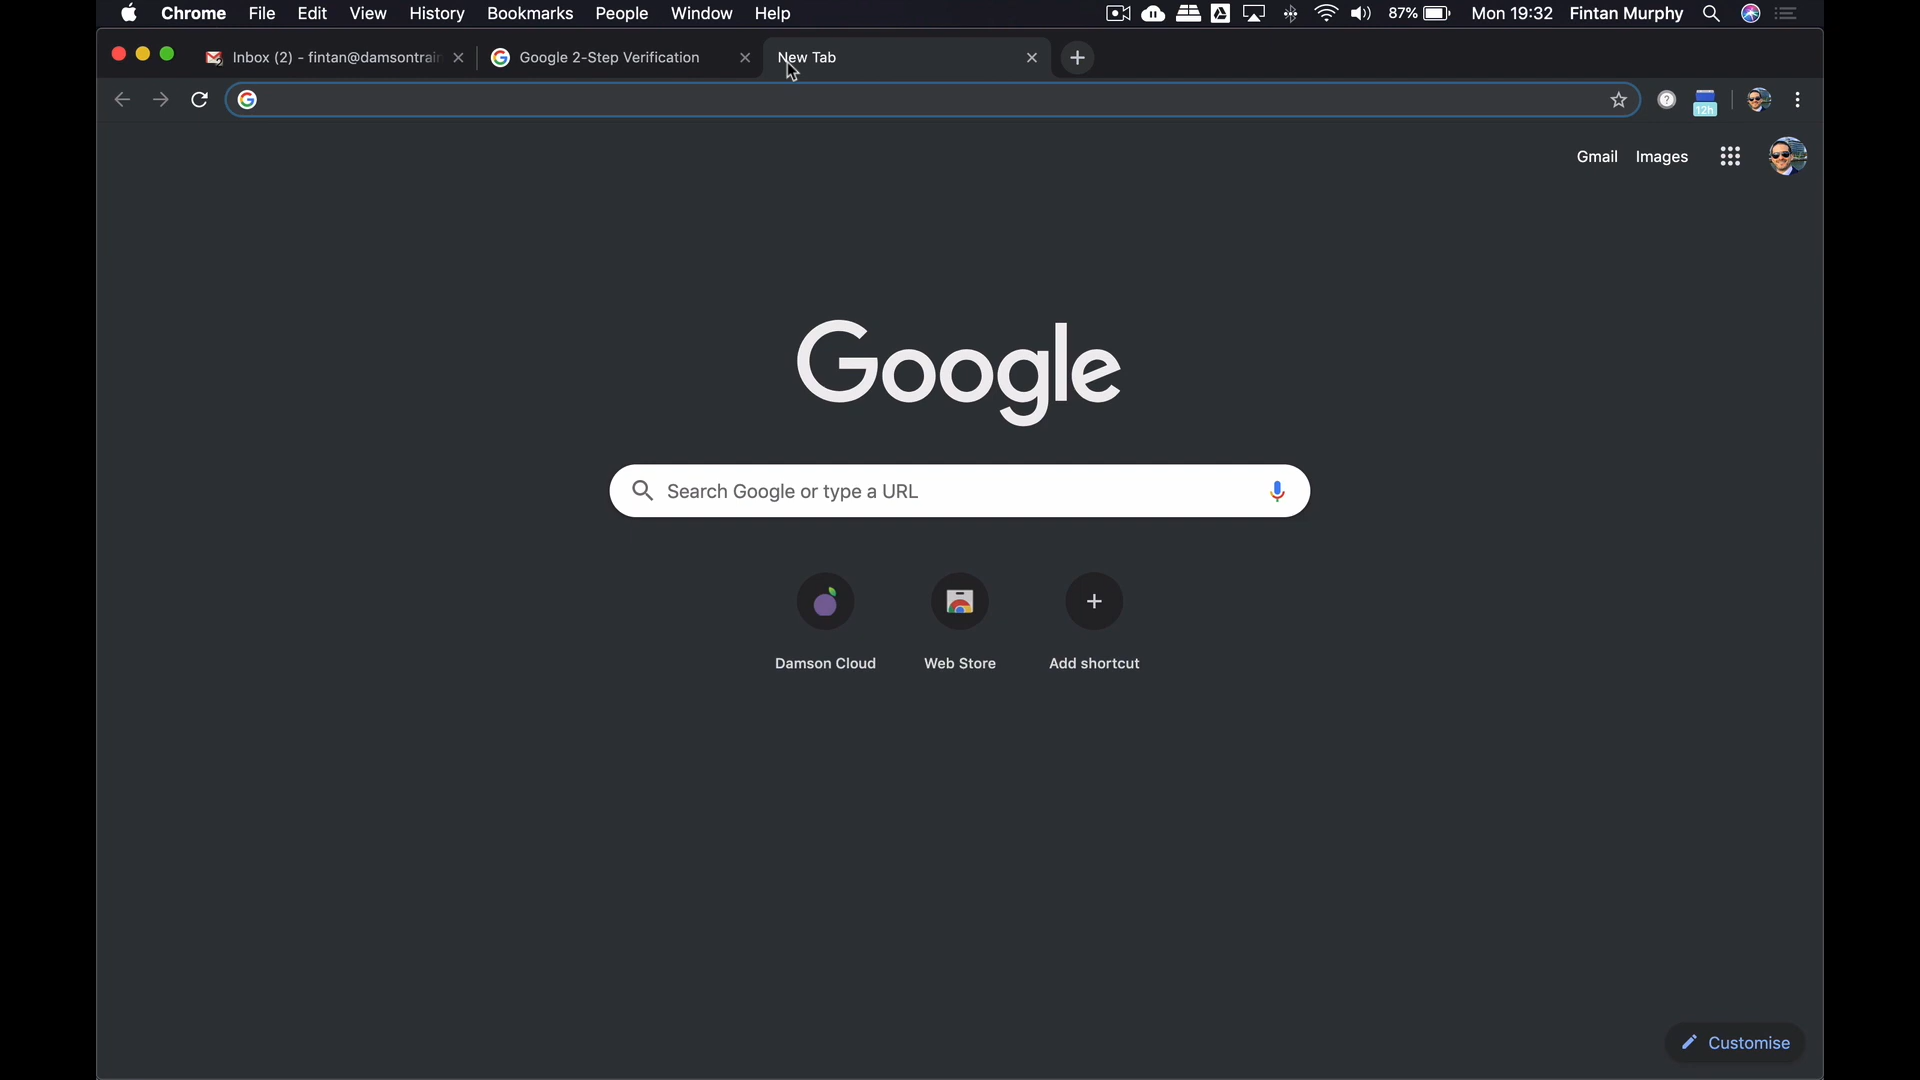 Chrome File Edit View History Bookmarks People Window Help 87% Mon 19:32 Fintan Murphy
Inbox (2) - fintan@damsontrain Google 2-Step Verification New Tab
12h
Gmail Images
Google
Search Google or type a URL
Damson Cloud Web Store Add shortcut
Customise